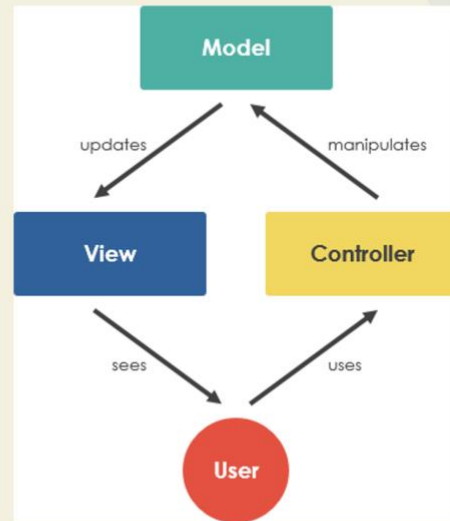 Model
updates
manipulates
View
Controller
sees
uses
User